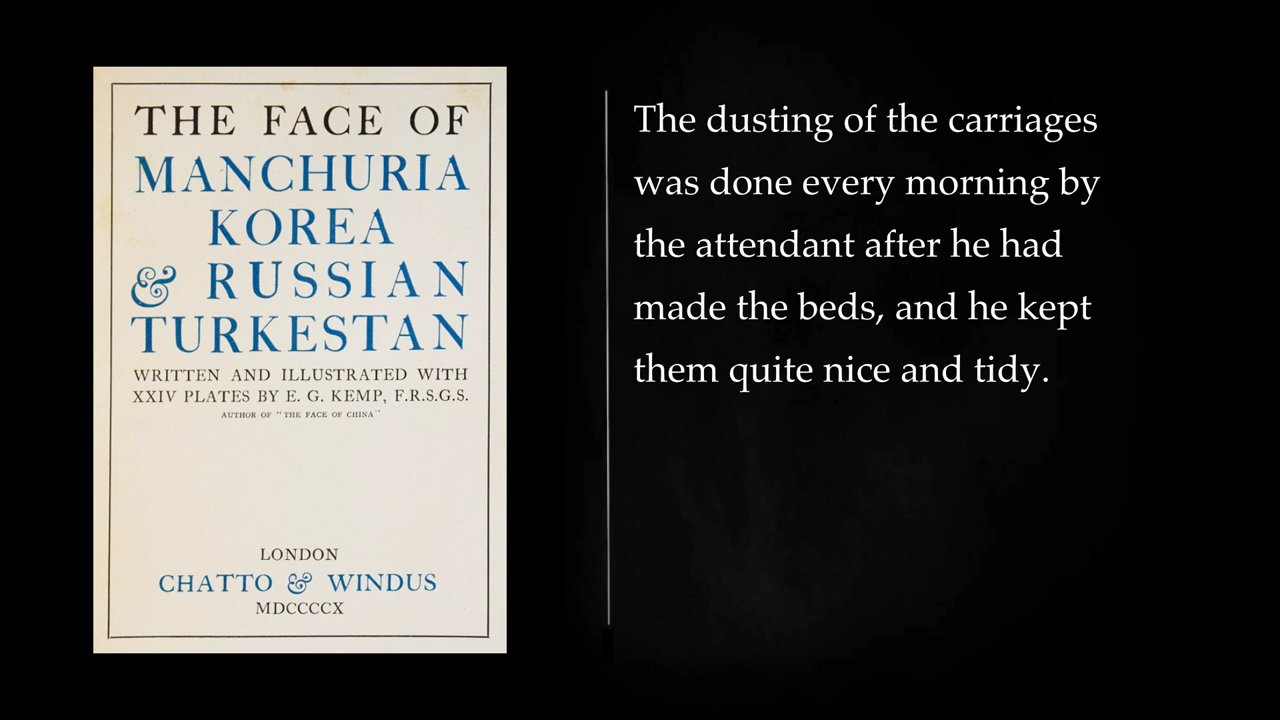 THE FACE OF
MANCHURIA
KOREA
& RUSSIAN
TURKESTAN
WRITTEN AND ILLUSTRATED WITH
XXIV PLATES BY E. G. KEMP, F.R.S.G.S.
AUTHOR OF "THE FACE OF CHINA"
LONDON
CHATTO & WINDUS
MDCCCCX
The dusting of the carriages
was done every morning by
the attendant after he had
made the beds, and he kept
them quite nice and tidy.